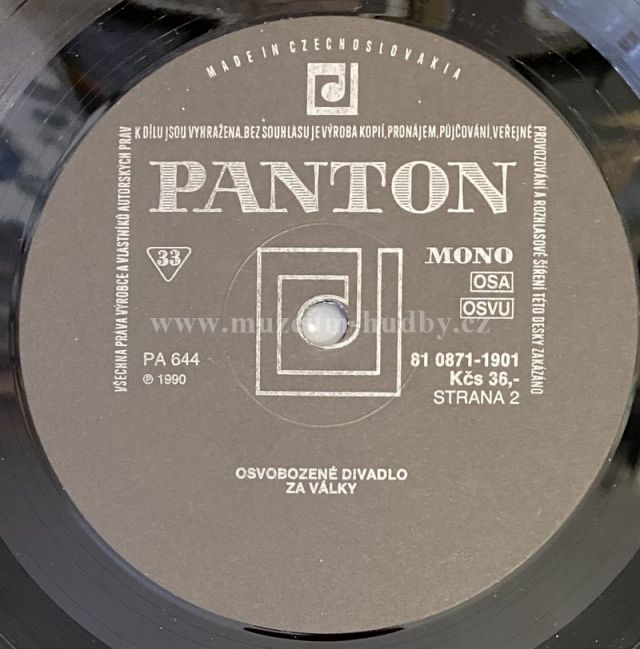 MADE IN CZECHOSLOVAKIA
VŠECHNA PRÁVA VÝROBCE A VLASTNÍKŮ AUTORSKÝCH PRÁV
K DÍLU JSOU VYHRAŽENA. BEZ SOUHLASU JE VÝROBA KOPIÍ, PRONÁJEM, PŮJČOVÁNÍ, VEŘEJNÉ
PROVOZOVÁNÍ A ROZHLASOVÉ ŠÍŘENÍ TÉTO DESKY ZAKÁZÁNO
PANTON
33
MONO
OSA
OSVU
www.muzeum-hudby.cz
PA 644
81 0871-1901
℗ 1990
Kčs 36,-
STRANA 2
OSVOBOZENÉ DIVADLO
ZA VÁLKY